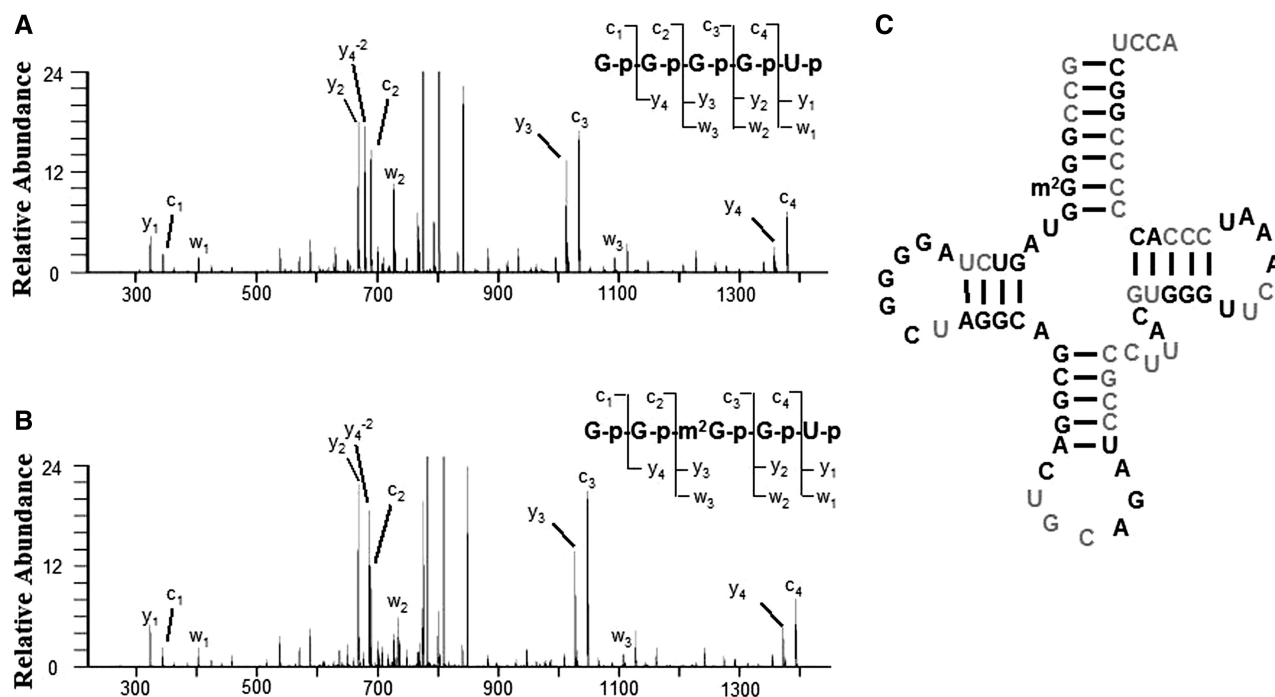 A
Relative Abundance
24
12
0
300 500 700 900 1100 1300
y1
c1
w1
y2
y4-2
c2
w2
y3
c3
w3
y4
c4
c1 c2 c3 c4
G-p-G-p-G-p-G-p-U-p
y4 y3 y2 y1
w3 w2 w1
B
Relative Abundance
24
12
0
300 500 700 900 1100 1300
y1
c1
w1
y2
y4-2
c2
w2
y3
c3
w3
y4
c4
c1 c2 c3 c4
G-p-G-p-m2G-p-G-p-U-p
y4 y3 y2 y1
w3 w2 w1
C
UCCA
G C
C G
C G
G C
G C
m2G C
G C
U
A
UCUG
A
G
G
G
G
C
U
AGGC
A
CACCC
U
A
A
A
C
U
U
GUGGG
C
A
U
U
C
G C
C G
G C
G C
A U
C A
U G
G A
C